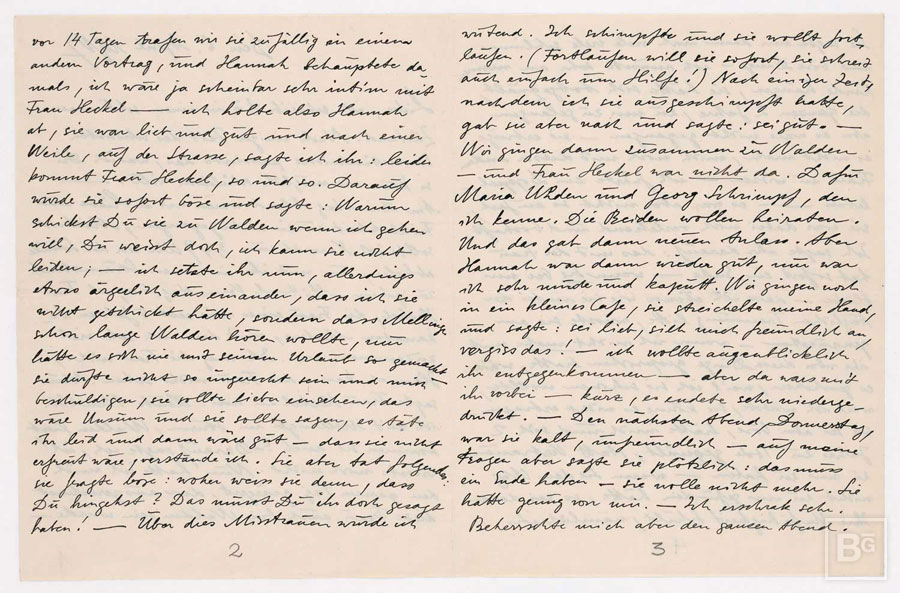 vor 14 Tagen trafen wir sie zufällig in einem
andern Vortrag, und Hannah behauptete da
mals, ich wäre ja scheinbar sehr intim mit
Frau Heckel — ich holte also Hannah
ab, sie war lieb und gut und nach einer
Weile, auf der Strasse, sagte ich ihr: leider
kommt Frau Heckel, so und so. Darauf
wurde sie sofort böse und sagte: Warum
schickst Du sie zu Walden wenn ich gehen
will, Du weisst doch, ich kann sie nicht
leiden; — ich setzte ihr nun, allerdings
etwas ärgerlich auseinander, dass ich sie
nicht geschickt hätte, sondern dass
schon lange Walden hören wollte, nun
hätte es sich nie mit seinem Urlaub so gemacht
sie dürfte nicht so ungerecht sein und mich
beschuldigen, sie sollte lieber einsehen, das
wäre Unsinn und sie sollte sagen, es täte
ihr leid und dann wärs gut — dass sie nicht
erfreut wäre, verstände ich. Sie aber tat folgendes:
sie fragte böse: woher weiss sie denn, dass
Du hingehst? Das musst Du ihr doch gesagt
haben! — Über dies Misstrauen wurde ich
2
wütend. Ich schimpfte und sie wollt fort-
laufen. (Fortlaufen will sie sofort, sie schreit
auch einfach um Hilfe!) Nach einiger Zeit,
nachdem ich sie ausgeschimpft hatte,
gab sie aber nach und sagte: sei gut. —
Wir gingen dann zusammen zu Walden
— und Frau Heckel war nicht da. Dafür
Maria Uhden und Georg Schrimpf, den
ich kenne. Die Beiden wollen heiraten.
Und das gab dann neuen Anlass. Aber
Hannah war dann wieder gut, nur war
ich sehr müde und kaputt. Wir gingen noch
in ein kleines Cafe, sie streichelte meine Hand,
und sagte: sei lieb, sieh mich freundlich an,
vergiss das! — ich wollte augenblicklich
ihr entgegenkommen — aber da wars mit
ihr vorbei — kurz, es endete sehr niederge-
drückt. — Den nächsten Abend, Donnerstag,
war sie kalt, unfreundlich — auf meine
Fragen aber sagte sie plötzlich: das muss
ein Ende haben — sie wolle nicht mehr. Sie
hätte genug von mir. — Ich erschrak sehr.
Beherrschte mich aber den ganzen Abend.
3
BG